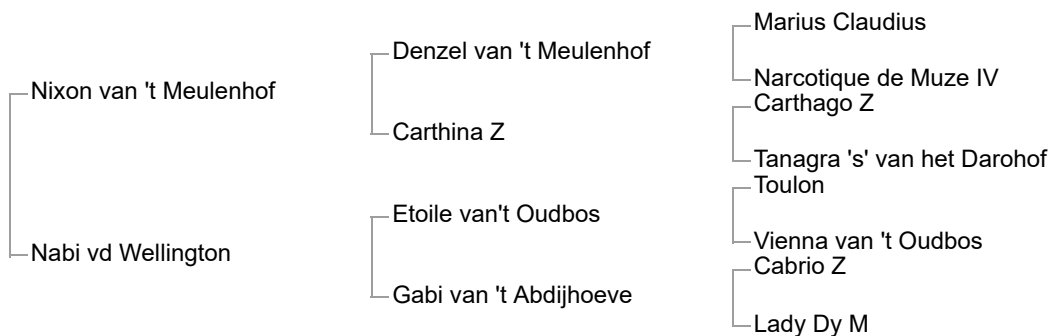 Marius Claudius
Denzel van 't Meulenhof
Nixon van 't Meulenhof
Narcotique de Muze IV
Carthago Z
Carthina Z
Tanagra 's' van het Darohof
Toulon
Etoile van't Oudbos
Nabi vd Wellington
Vienna van 't Oudbos
Cabrio Z
Gabi van 't Abdijhoeve
Lady Dy M